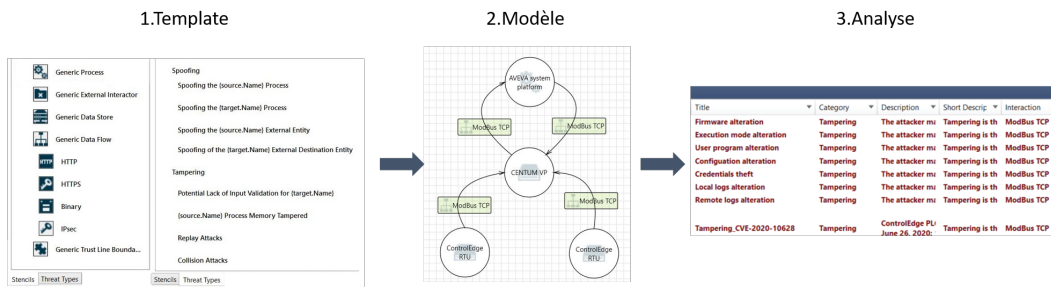 1.Template
2.Modèle
3.Analyse
Generic Process
Generic External Interactor
Generic Data Store
Generic Data Flow
HTTP
HTTP
HTTPS
Binary
IPsec
Generic Trust Line Bounda...
Stencils Threat Types
Spoofing
Spoofing the {source.Name} Process
Spoofing the {target.Name} Process
Spoofing the {source.Name} External Entity
Spoofing of the {target.Name} External Destination Entity
Tampering
Potential Lack of Input Validation for {target.Name}
{source.Name} Process Memory Tampered
Replay Attacks
Collision Attacks
Stencils Threat Types
AVEVA system
platform
ModBus TCP
ModBus TCP
CENTUM VP
ModBus TCP
ModBus TCP
ControlEdge
RTU
ControlEdge
RTU
Title Category Description Short Descrip Interaction
Firmware alteration Tampering The attacker ma Tampering is th ModBus TCP
Execution mode alteration Tampering The attacker ma Tampering is th ModBus TCP
User program alteration Tampering The attacker ma Tampering is th ModBus TCP
Configuation alteration Tampering The attacker ma Tampering is th ModBus TCP
Credentials theft Tampering The attacker ma Tampering is th ModBus TCP
Local logs alteration Tampering The attacker ma Tampering is th ModBus TCP
Remote logs alteration Tampering The attacker ma Tampering is th ModBus TCP
Tampering_CVE-2020-10628 Tampering ControlEdge PL Tampering is th ModBus TCP
June 26, 2020: